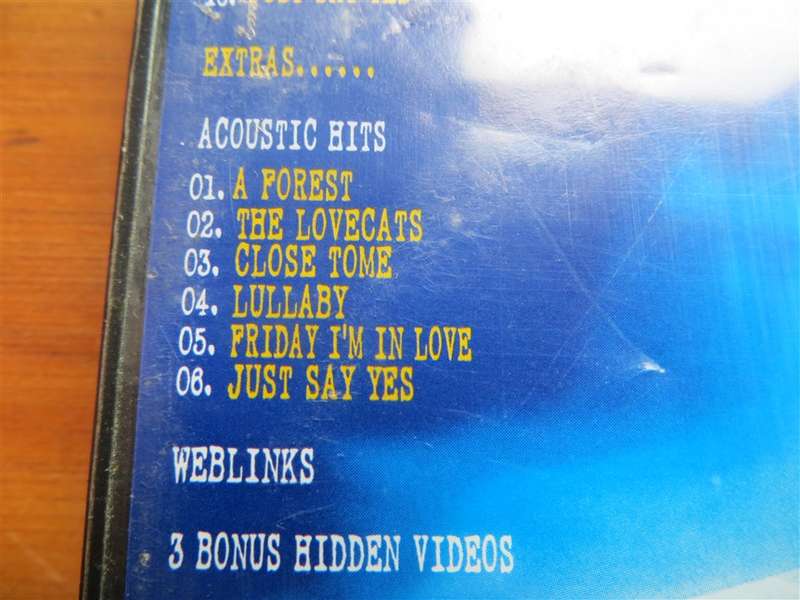 EXTRAS......
ACOUSTIC HITS
01. A FOREST
02. THE LOVECATS
03. CLOSE TOME
04. LULLABY
05. FRIDAY I'M IN LOVE
06. JUST SAY YES
WEBLINKS
3 BONUS HIDDEN VIDEOS